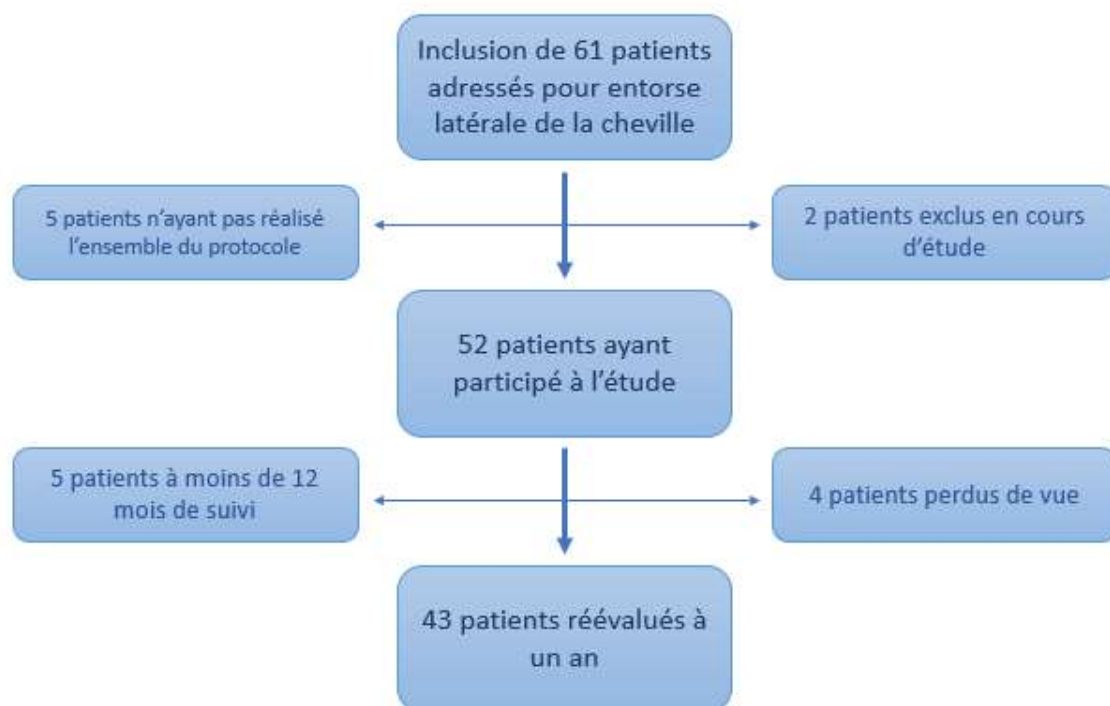 Inclusion de 61 patients
adressés pour entorse
latérale de la cheville
5 patients n'ayant pas réalisé
l'ensemble du protocole
2 patients exclus en cours
d'étude
52 patients ayant
participé à l'étude
5 patients à moins de 12
mois de suivi
4 patients perdus de vue
43 patients réévalués à
un an